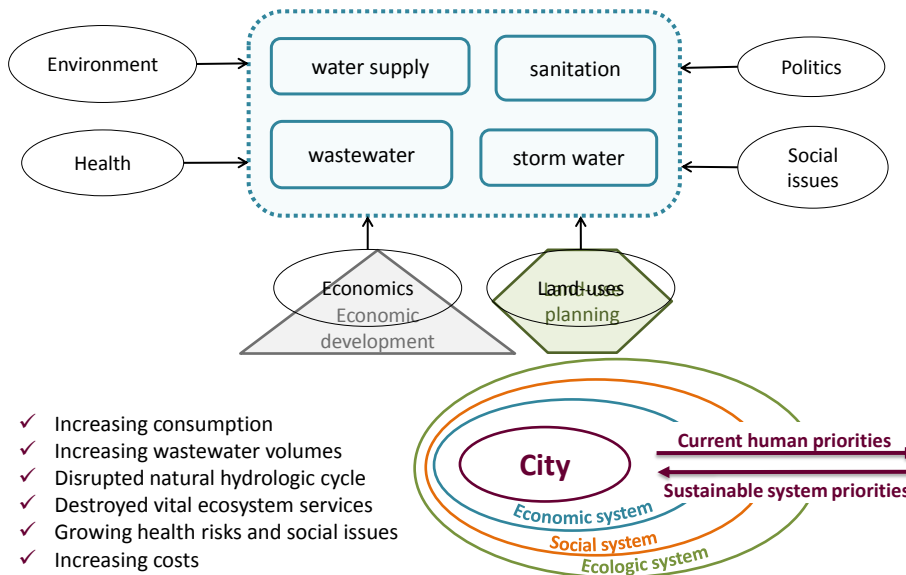 Environment
water supply
sanitation
Politics
Health
wastewater
storm water
Social
issues
Economics
Economic
development
Land-uses
Land-use
planning
Increasing consumption
Increasing wastewater volumes
Disrupted natural hydrologic cycle
Destroyed vital ecosystem services
Growing health risks and social issues
Increasing costs
City
Economic system
Social system
Ecologic system
Current human priorities
Sustainable system priorities